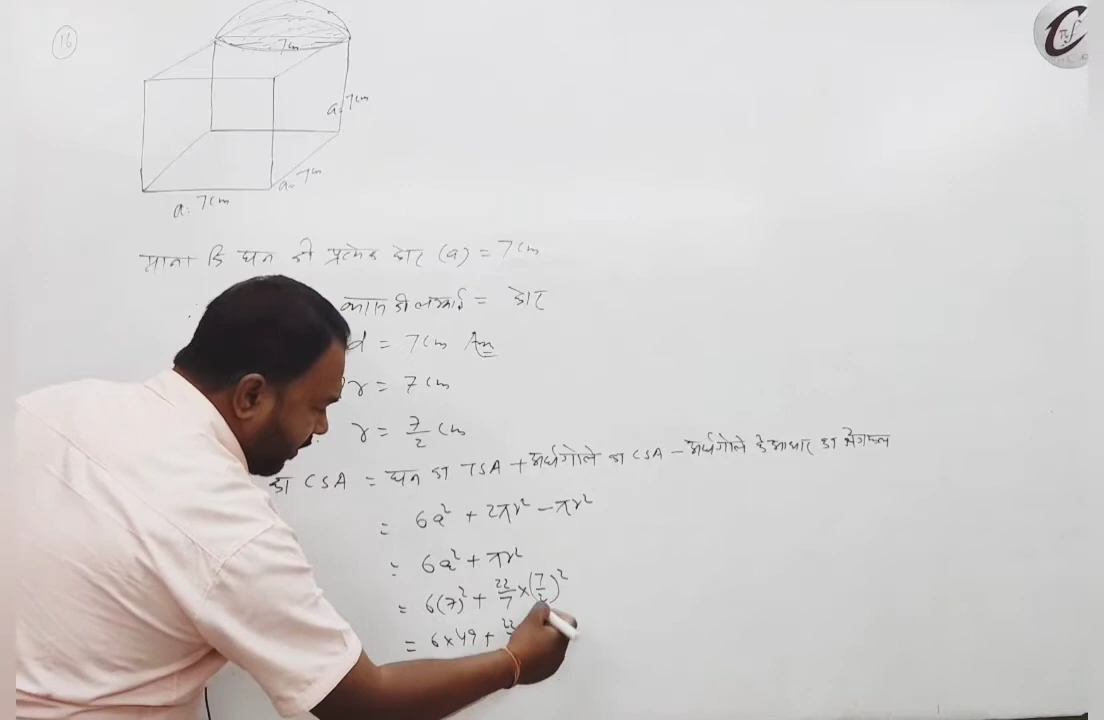 16
7cm
a=7cm
a=7cm
a=7cm
माना कि घन की प्रत्येक कोर (a) = 7cm
व्यास की लम्बाई = कोर
d = 7cm Ans
2r = 7cm
r = 7/2 cm
का CSA = घन का TSA + अर्धगोले का CSA – अर्धगोले के आधार का क्षेत्रफल
= 6a² + 2πr² – πr²
= 6a² + πr²
= 6(7)² + 22/7 × (7/2)²
= 6×49 + 22